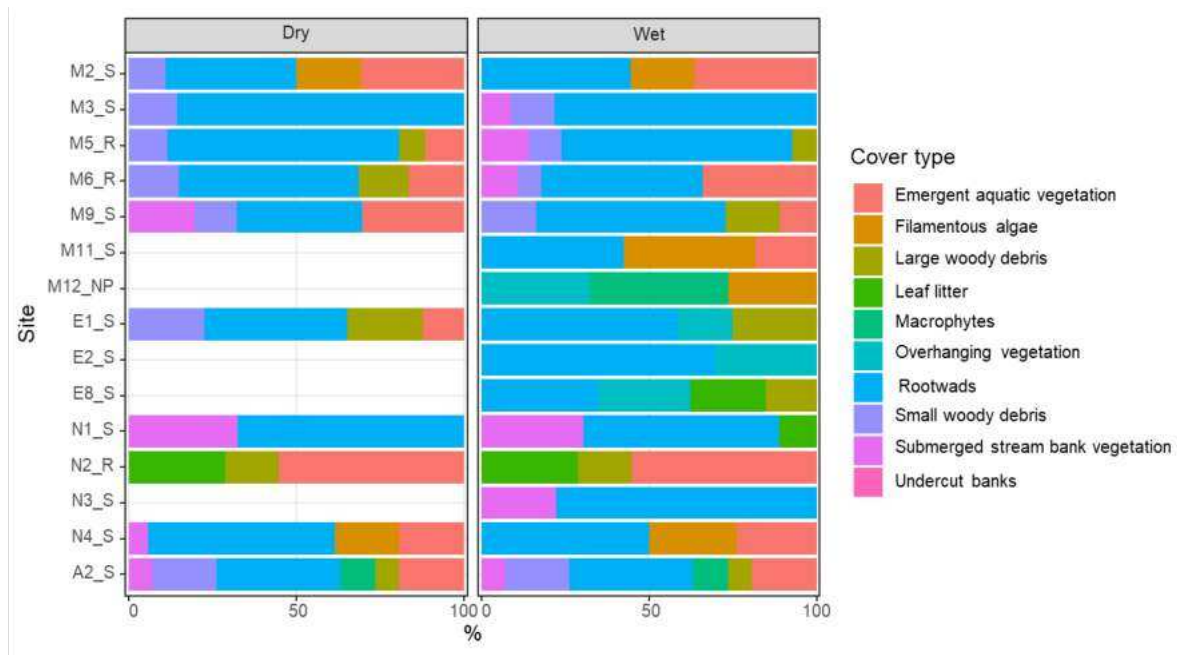 Dry
Wet
M2_S
M3_S
M5_R
M6_R
M9_S
M11_S
M12_NP
E1_S
E2_S
E8_S
N1_S
N2_R
N3_S
N4_S
A2_S
Site
0
50
100
0
50
100
%
Cover type
Emergent aquatic vegetation
Filamentous algae
Large woody debris
Leaf litter
Macrophytes
Overhanging vegetation
Rootwads
Small woody debris
Submerged stream bank vegetation
Undercut banks